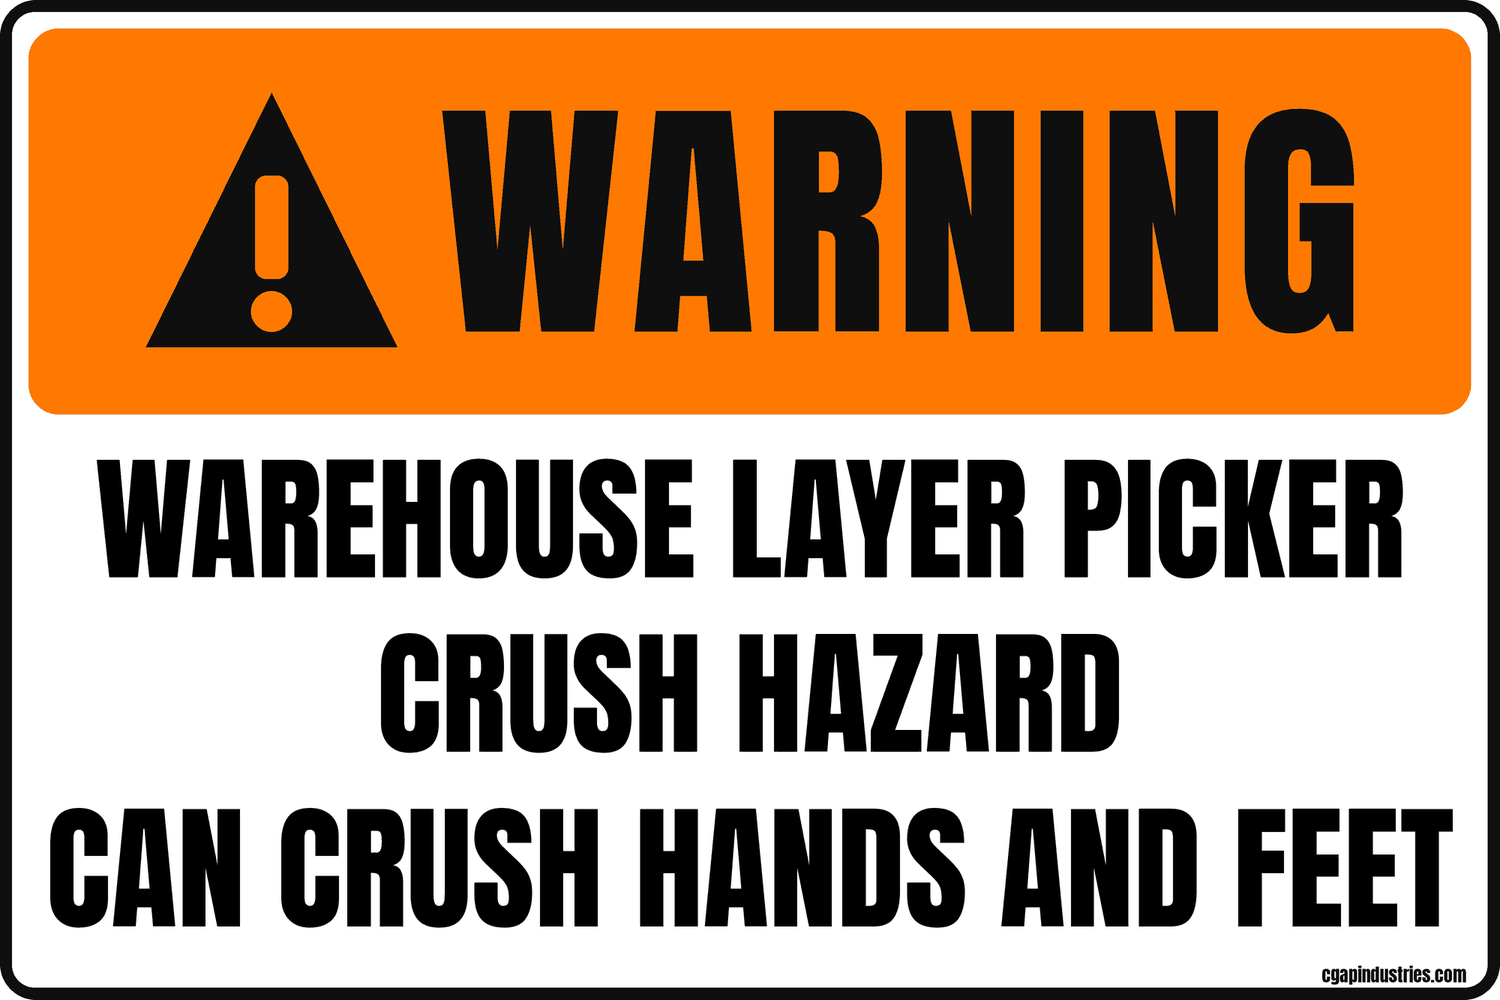 WARNING
WAREHOUSE LAYER PICKER
CRUSH HAZARD
CAN CRUSH HANDS AND FEET
cgapindustries.com